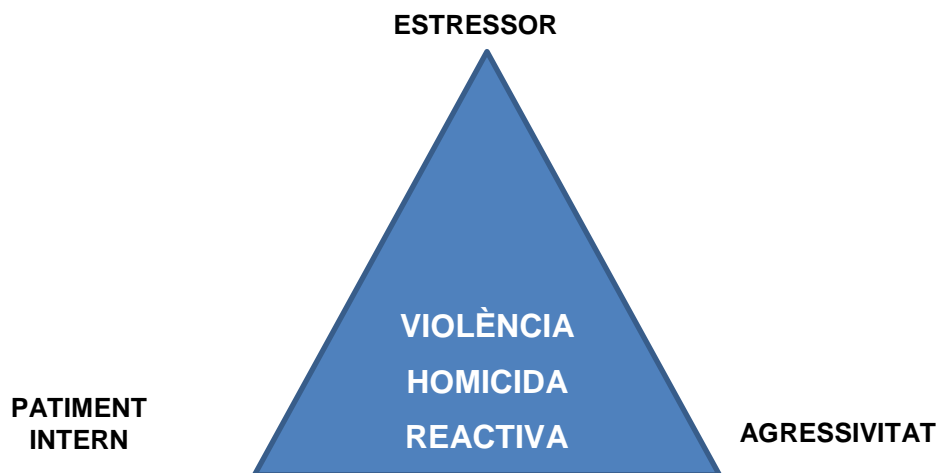 ESTRESSOR
VIOLÈNCIA
HOMICIDA
REACTIVA
PATIMENT
INTERN
AGRESSIVITAT